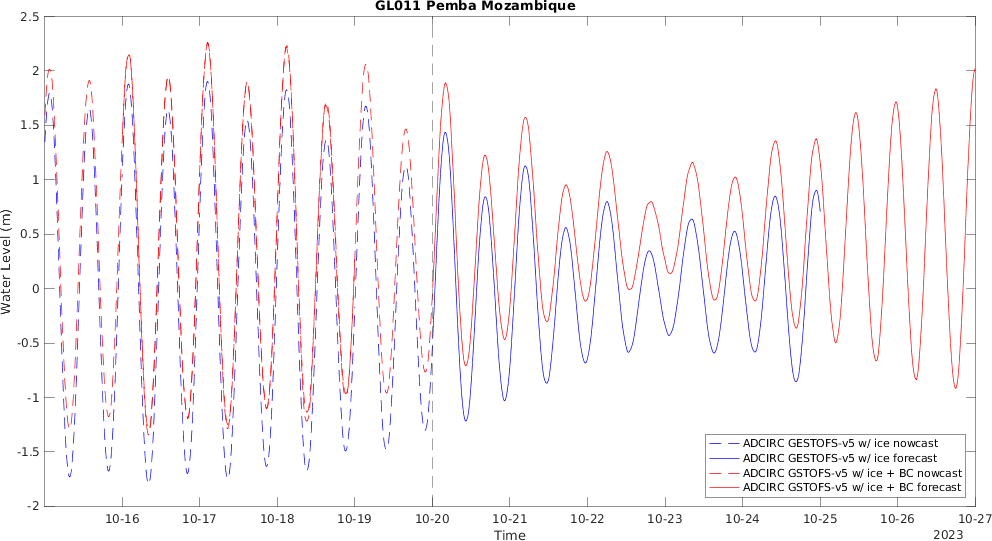 GL011 Pemba Mozambique
Water Level (m)
2.5
2
1.5
1
0.5
0
-0.5
-1
-1.5
-2
ADCIRC GESTOFS-v5 w/ ice nowcast
ADCIRC GESTOFS-v5 w/ ice forecast
ADCIRC GSTOFS-v5 w/ ice + BC nowcast
ADCIRC GSTOFS-v5 w/ ice + BC forecast
10-16 10-17 10-18 10-19 10-20 10-21 10-22 10-23 10-24 10-25 10-26 10-27
Time
2023